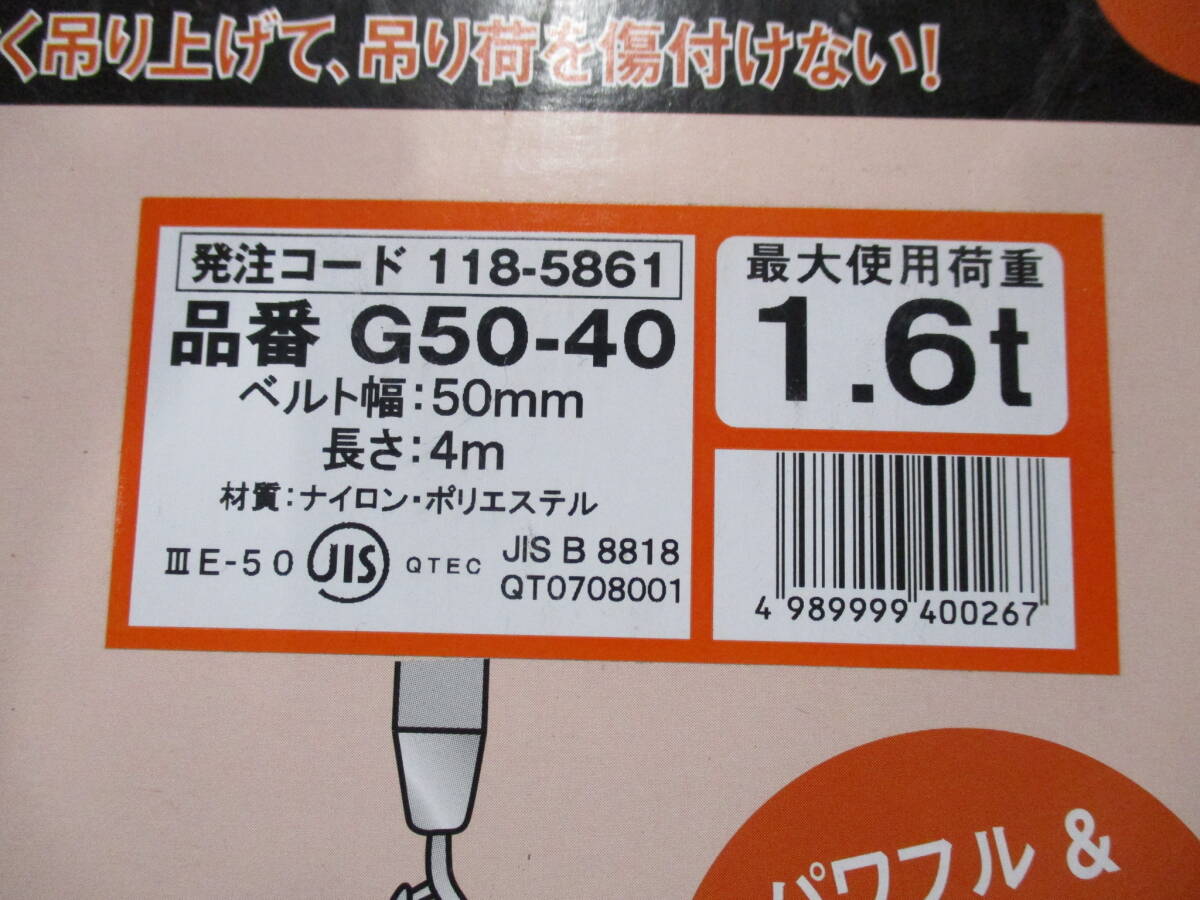 く吊り上げて、吊り荷を傷付けない!
発注コード 118-5861
品番 G50-40
ベルト幅:50mm
長さ:4m
材質:ナイロン・ポリエステル
ⅢE-50 JIS QTEC JIS B 8818
QT0708001
最大使用荷重
1.6t
4 989999 400267
パワフル &